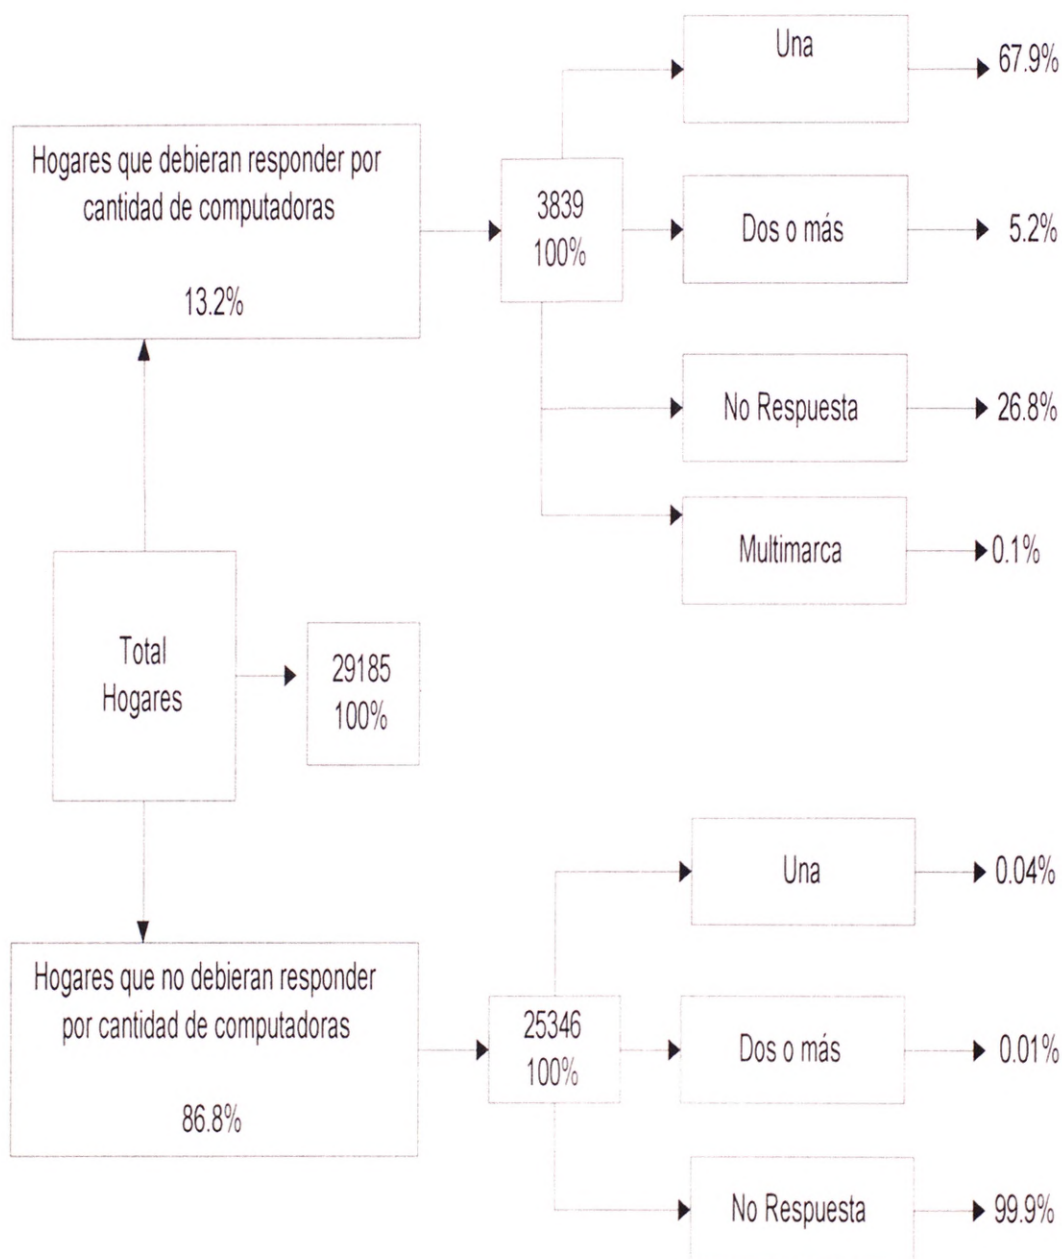 Una
67.9%
Hogares que debieran responder por
cantidad de computadoras
13.2%
3839
100%
Dos o más
5.2%
No Respuesta
26.8%
Multimarca
0.1%
Total
Hogares
29185
100%
Una
0.04%
Hogares que no debieran responder
por cantidad de computadoras
86.8%
25346
100%
Dos o más
0.01%
No Respuesta
99.9%